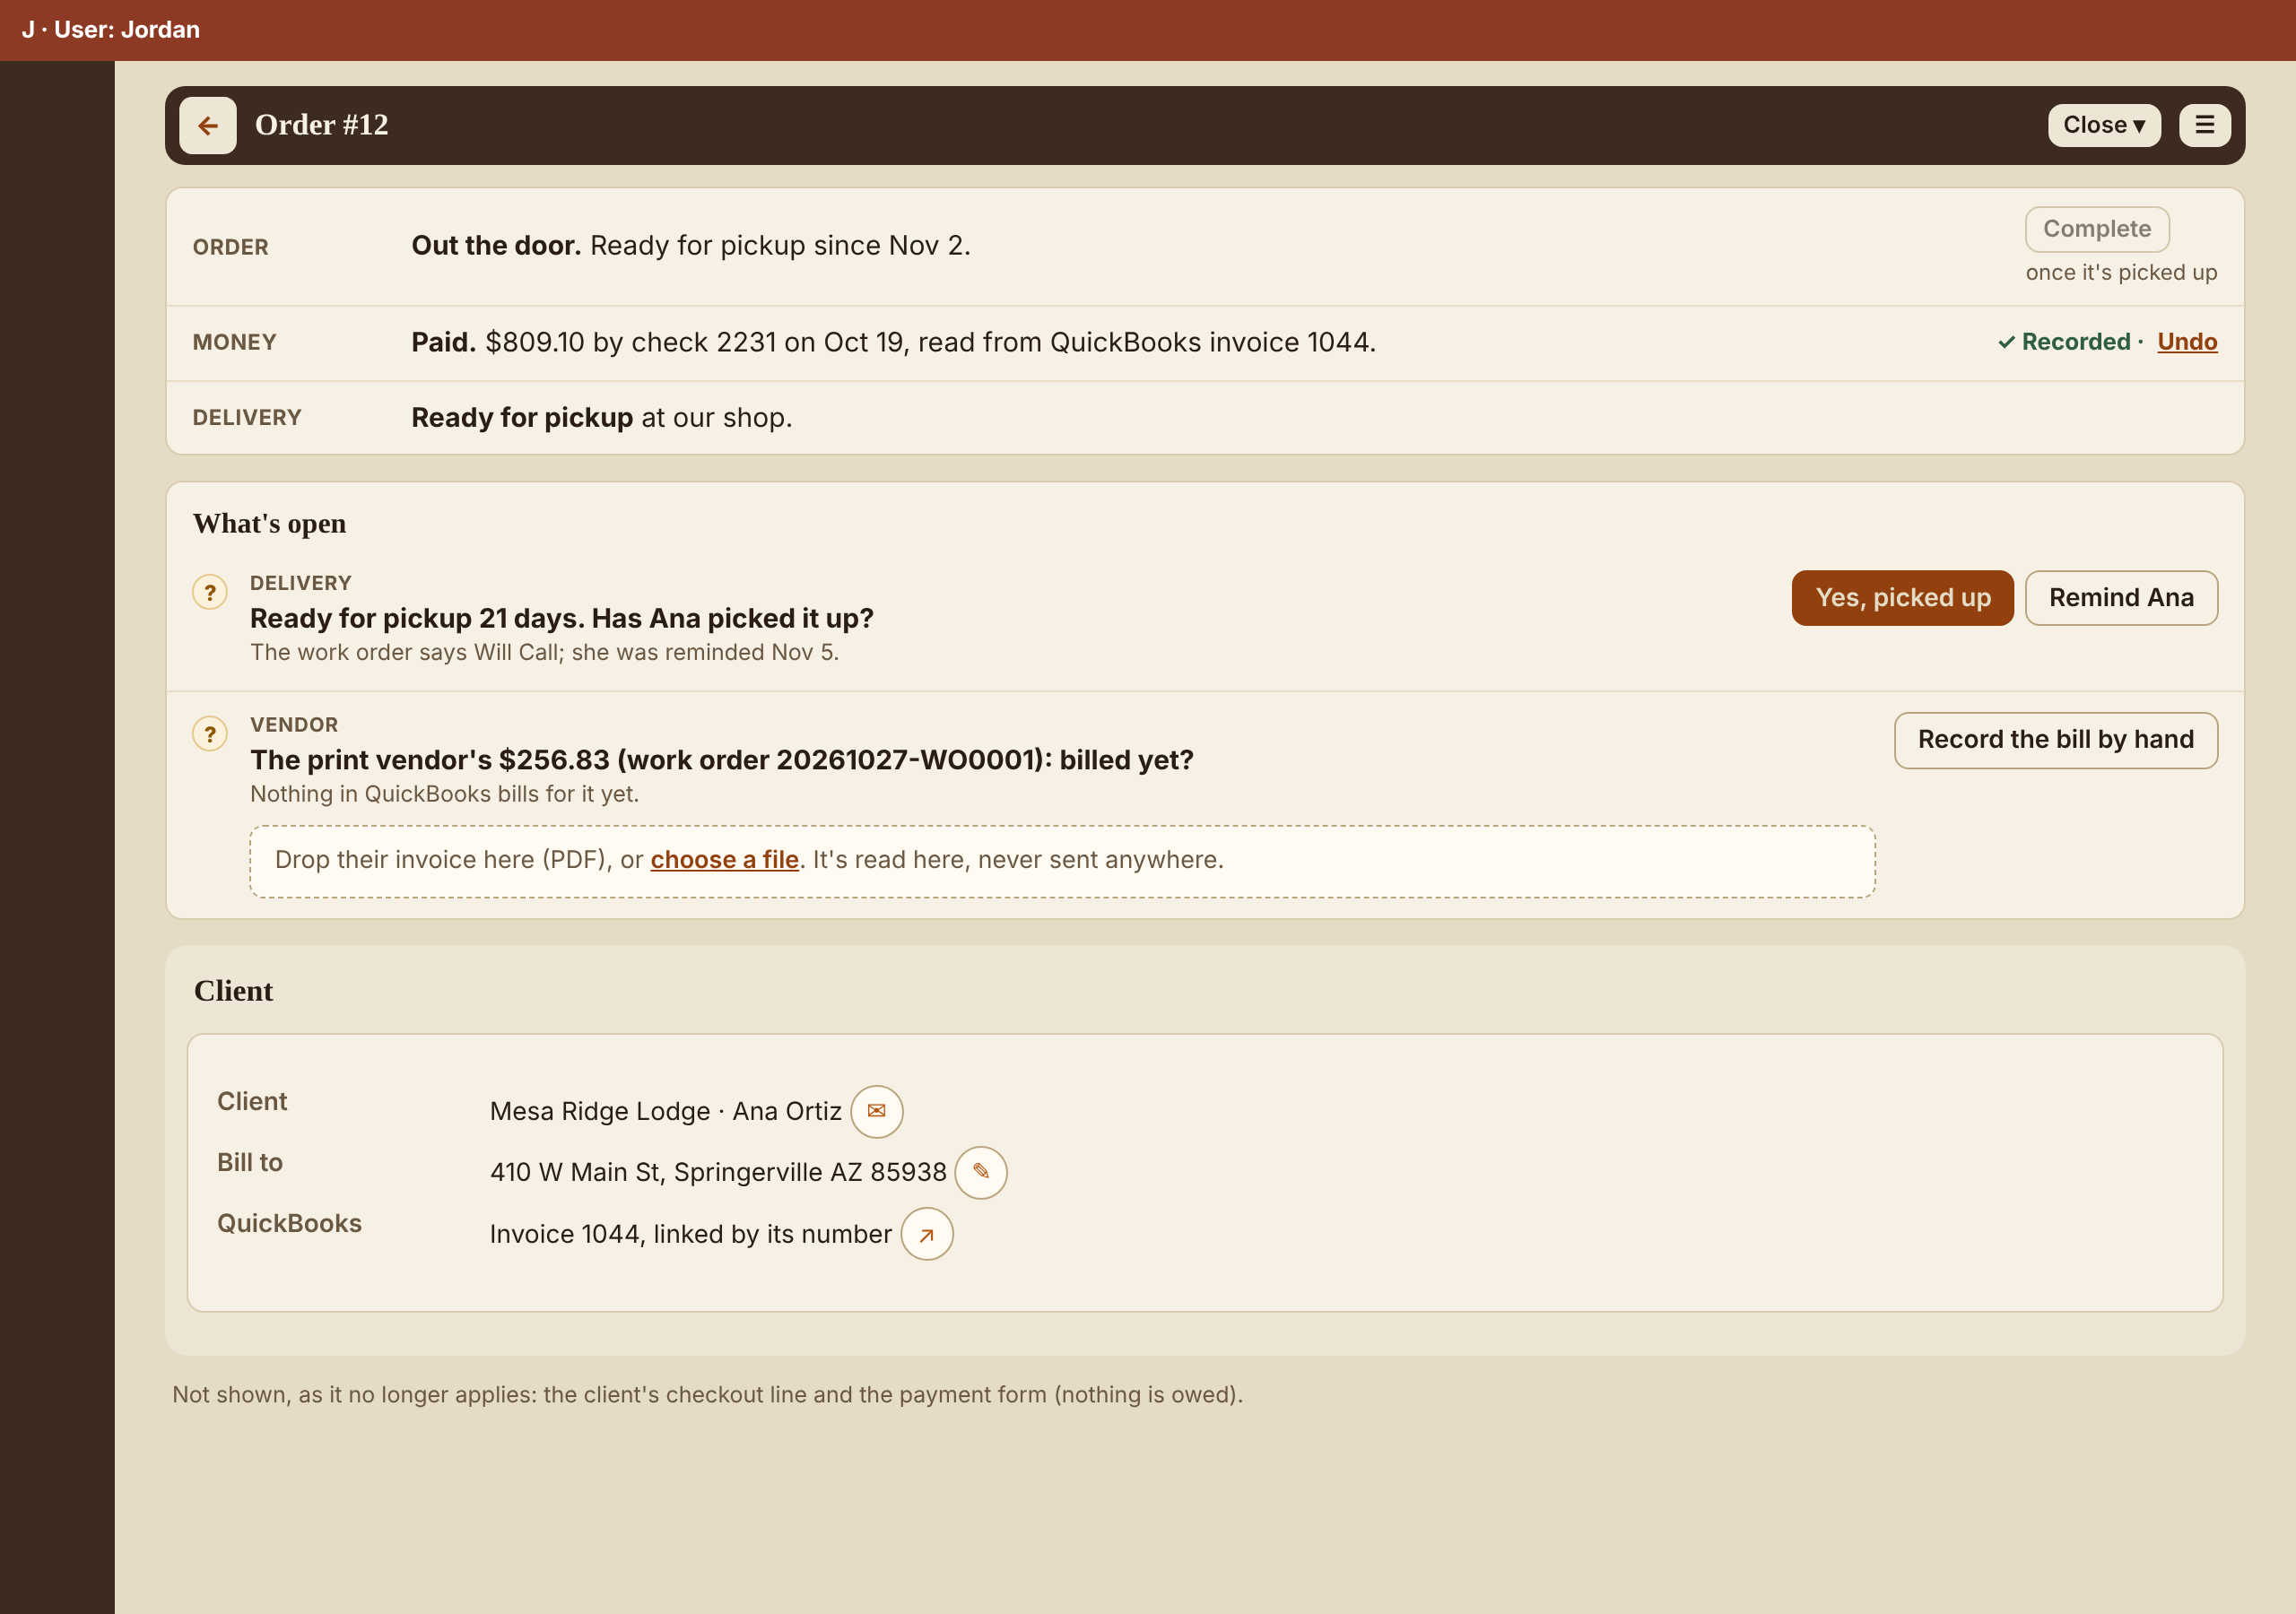 J · User: Jordan
← Order #12
Close ▾ ☰
ORDER
Out the door. Ready for pickup since Nov 2.
Complete
once it's picked up
MONEY
Paid. $809.10 by check 2231 on Oct 19, read from QuickBooks invoice 1044.
✓ Recorded · Undo
DELIVERY
Ready for pickup at our shop.
What's open
?
DELIVERY
Ready for pickup 21 days. Has Ana picked it up?
The work order says Will Call; she was reminded Nov 5.
Yes, picked up
Remind Ana
?
VENDOR
The print vendor's $256.83 (work order 20261027-WO0001): billed yet?
Nothing in QuickBooks bills for it yet.
Record the bill by hand
Drop their invoice here (PDF), or choose a file. It's read here, never sent anywhere.
Client
Client
Mesa Ridge Lodge · Ana Ortiz ✉
Bill to
410 W Main St, Springerville AZ 85938 ✎
QuickBooks
Invoice 1044, linked by its number ↗
Not shown, as it no longer applies: the client's checkout line and the payment form (nothing is owed).